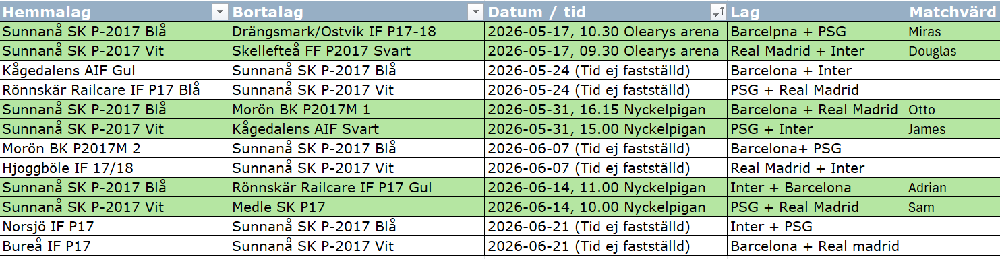 Hemmalag Bortalag Datum / tid Lag Matchvärd
Sunnanå SK P-2017 Blå Drängsmark/Ostvik IF P17-18 2026-05-17, 10.30 Olearys arena Barcelpna + PSG Miras
Sunnanå SK P-2017 Vit Skellefteå FF P2017 Svart 2026-05-17, 09.30 Olearys arena Real Madrid + Inter Douglas
Kågedalens AIF Gul Sunnanå SK P-2017 Blå 2026-05-24 (Tid ej fastställd) Barcelona + Inter
Rönnskär Railcare IF P17 Blå Sunnanå SK P-2017 Vit 2026-05-24 (Tid ej fastställd) PSG + Real Madrid
Sunnanå SK P-2017 Blå Morön BK P2017M 1 2026-05-31, 16.15 Nyckelpigan Barcelona + Real Madrid Otto
Sunnanå SK P-2017 Vit Kågedalens AIF Svart 2026-05-31, 15.00 Nyckelpigan PSG + Inter James
Morön BK P2017M 2 Sunnanå SK P-2017 Blå 2026-06-07 (Tid ej fastställd) Barcelona+ PSG
Hjoggböle IF 17/18 Sunnanå SK P-2017 Vit 2026-06-07 (Tid ej fastställd) Real Madrid + Inter
Sunnanå SK P-2017 Blå Rönnskär Railcare IF P17 Gul 2026-06-14, 11.00 Nyckelpigan Inter + Barcelona Adrian
Sunnanå SK P-2017 Vit Medle SK P17 2026-06-14, 10.00 Nyckelpigan PSG + Real Madrid Sam
Norsjö IF P17 Sunnanå SK P-2017 Blå 2026-06-21 (Tid ej fastställd) Inter + PSG
Bureå IF P17 Sunnanå SK P-2017 Vit 2026-06-21 (Tid ej fastställd) Barcelona + Real madrid